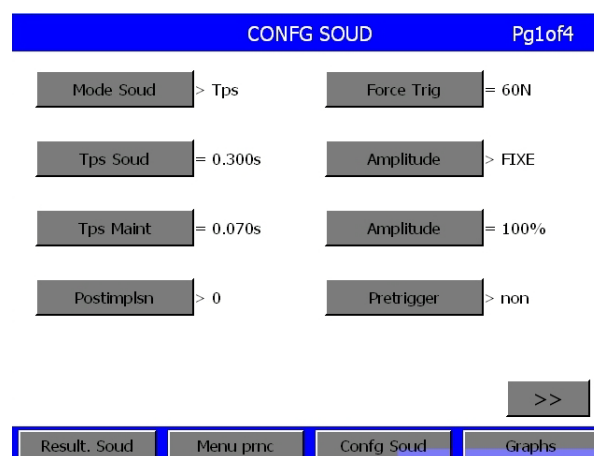 CONFG SOUD Pg1of4
Mode Soud > Tps Force Trig = 60N
Tps Soud = 0.300s Amplitude > FIXE
Tps Maint = 0.070s Amplitude = 100%
Postimplsn > 0 Pretrigger > non
>>
Result. Soud Menu prnc Confg Soud Graphs